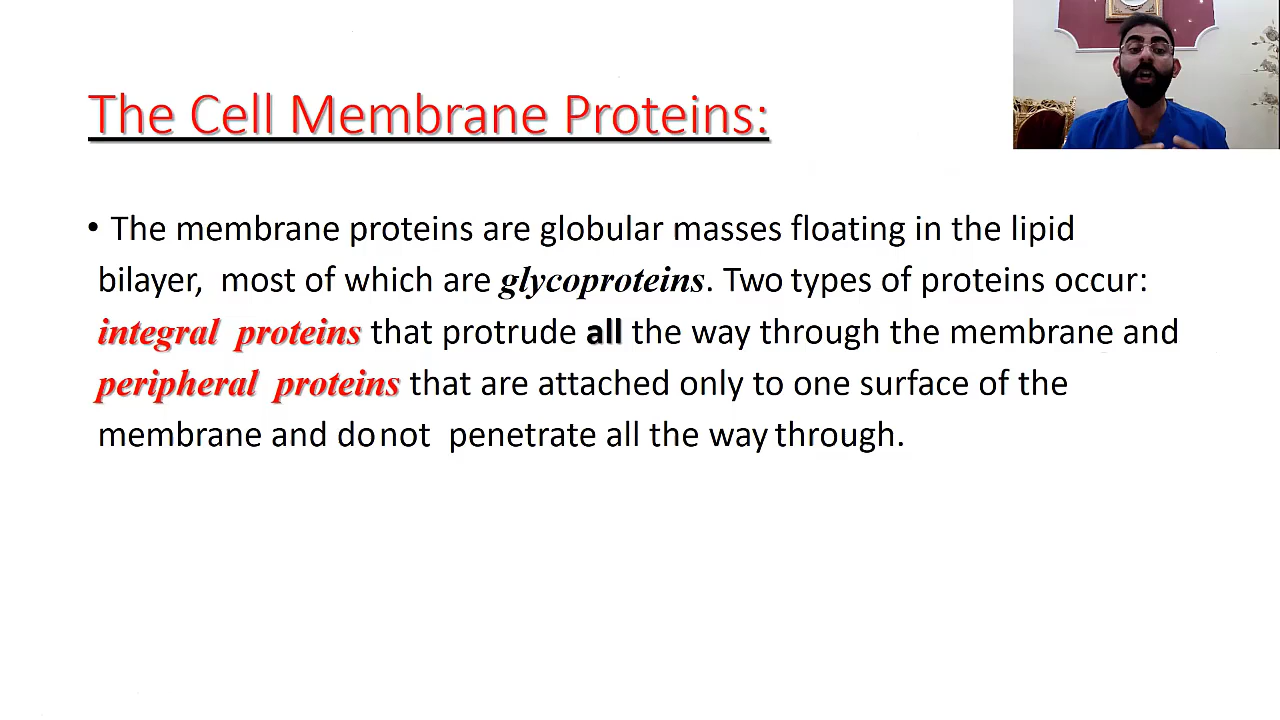 The Cell Membrane Proteins:
• The membrane proteins are globular masses floating in the lipid
bilayer, most of which are glycoproteins. Two types of proteins occur:
integral proteins that protrude all the way through the membrane and
peripheral proteins that are attached only to one surface of the
membrane and do not penetrate all the way through.